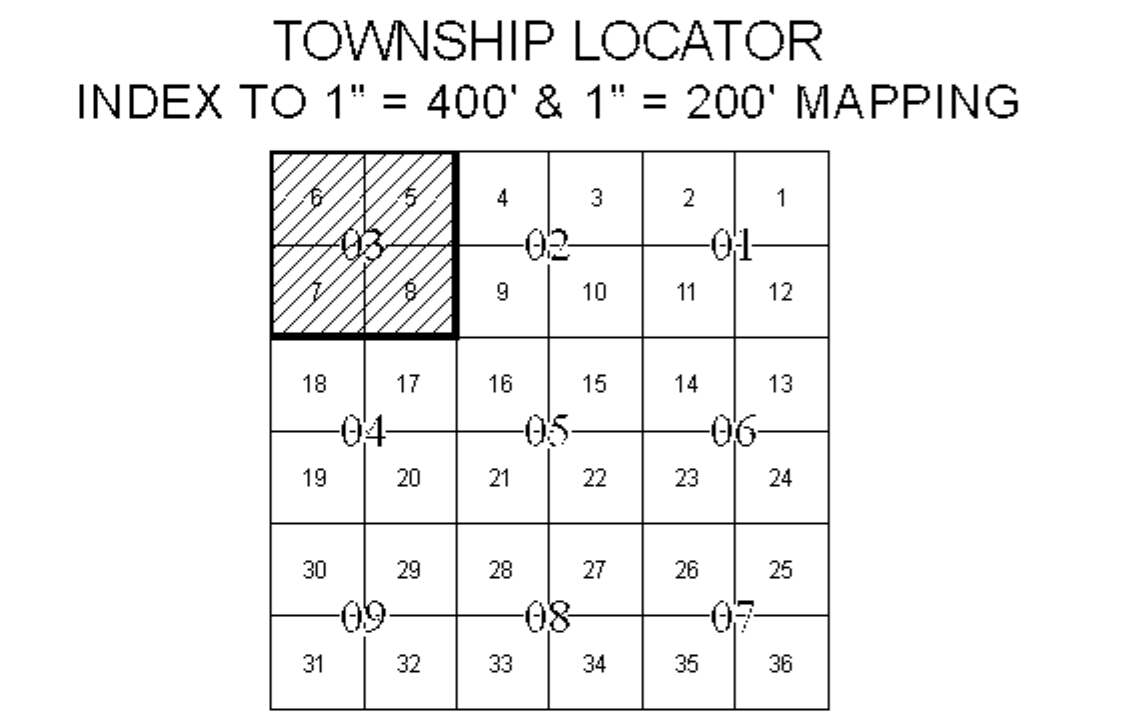 TOWNSHIP LOCATOR
INDEX TO 1" = 400' & 1" = 200' MAPPING
6 5 4 3 2 1
03 02 01
7 8 9 10 11 12
18 17 16 15 14 13
04 05 06
19 20 21 22 23 24
30 29 28 27 26 25
09 08 07
31 32 33 34 35 36